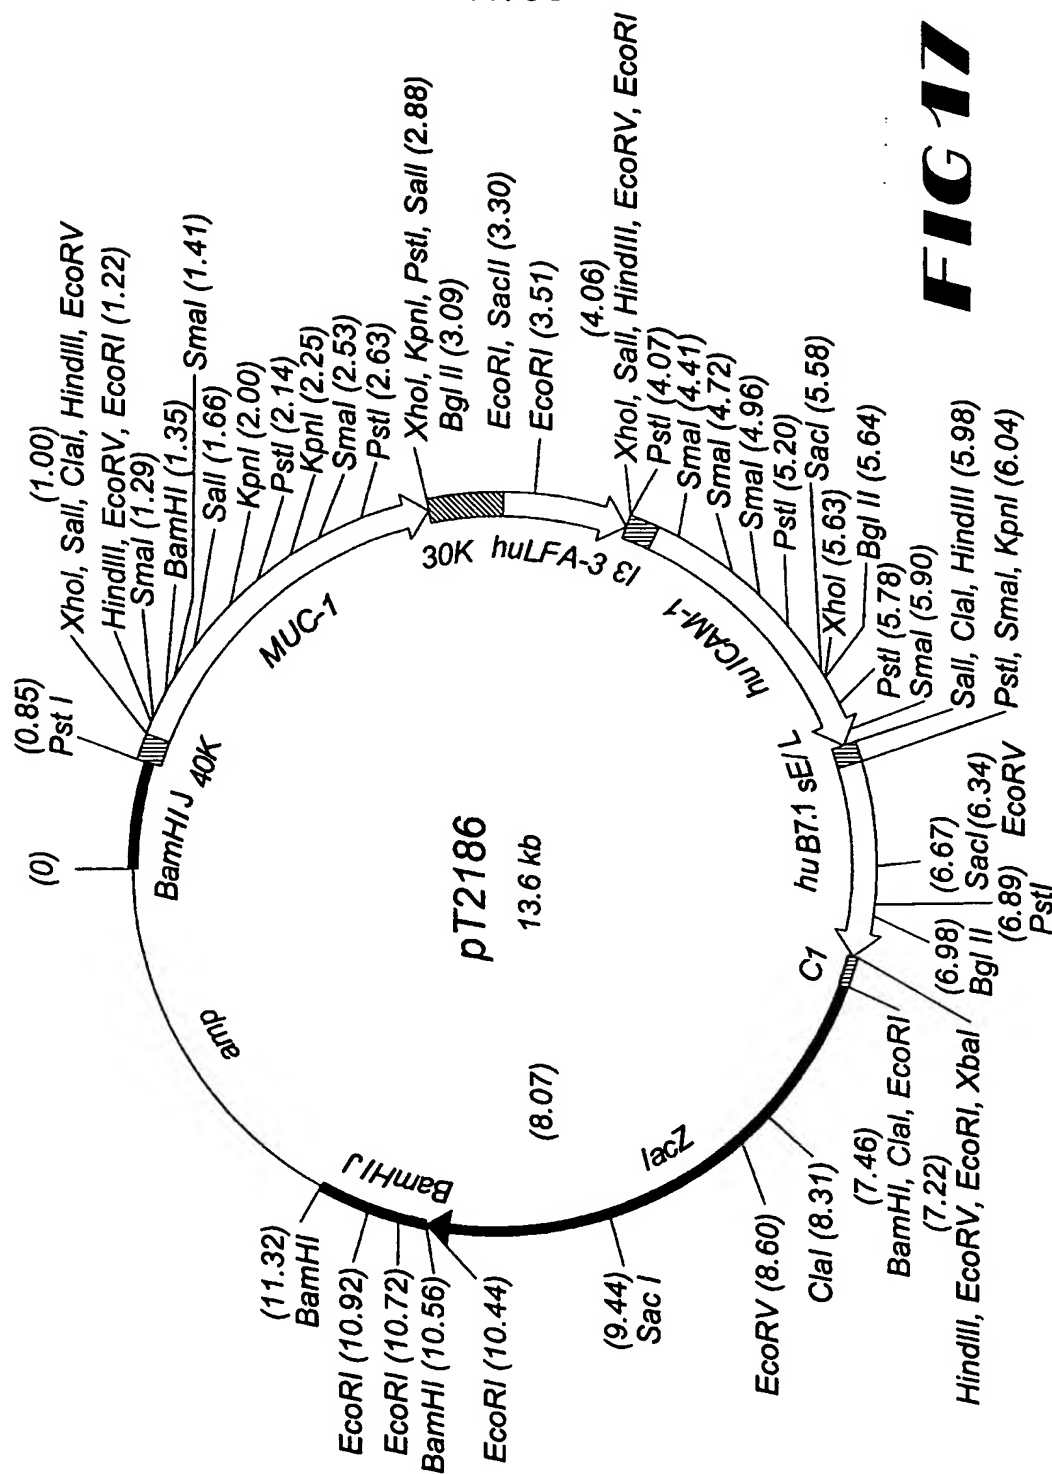 (0)
(0.85)
Pst I
(1.00)
XhoI, SalI, ClaI, HindIII, EcoRV
HindIII, EcoRV, EcoRI (1.22)
SmaI (1.29)
BamHI (1.35)
SmaI (1.41)
SalI (1.66)
KpnI (2.00)
PstI (2.14)
KpnI (2.25)
SmaI (2.53)
PstI (2.63)
XhoI, KpnI, PstI, SalI (2.88)
Bgl II (3.09)
EcoRI, SacII (3.30)
EcoRI (3.51)
(4.06)
XhoI, SalI, HindIII, EcoRV, EcoRI
PstI (4.07)
SmaI (4.41)
SmaI (4.72)
SmaI (4.96)
PstI (5.20)
SacI (5.58)
XhoI (5.63)
Bgl II (5.64)
PstI (5.78)
SmaI (5.90)
SalI, ClaI, HindIII (5.98)
PstI, SmaI, KpnI (6.04)
(6.34)
EcoRV
(6.67)
SacI
(6.89)
PstI
(6.98)
Bgl II
(7.22)
HindIII, EcoRV, EcoRI, XbaI
(7.46)
BamHI, ClaI, EcoRI
ClaI (8.31)
EcoRV (8.60)
(9.44)
Sac I
EcoRI (10.44)
BamHI (10.56)
EcoRI (10.72)
EcoRI (10.92)
(11.32)
BamHI
BamHI J
40K
MUC-1
30K
huLFA-3
I3
huICAM-1
sE/L
huB7.1
C1
lacZ
(8.07)
BamHI J
amp
pT2186
13.6 kb
FIG 17